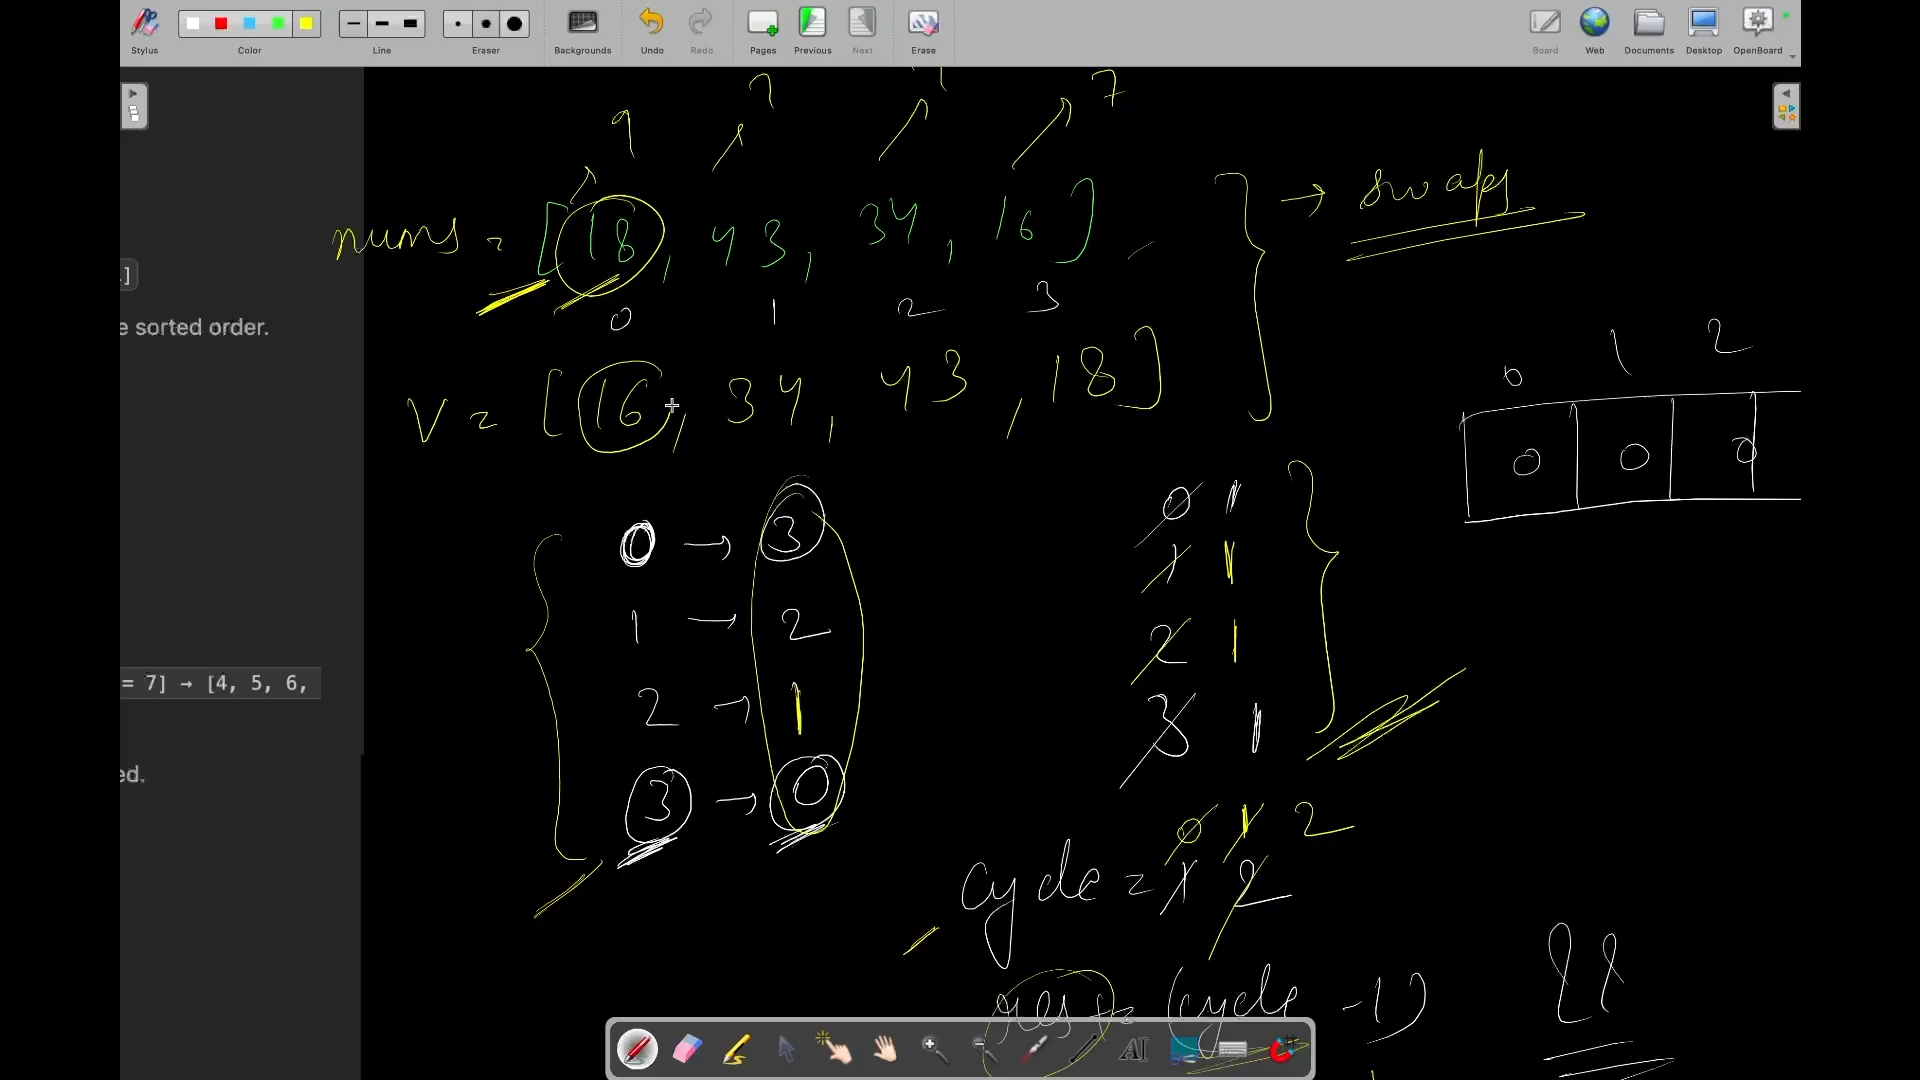 Stylus Color Line Eraser Backgrounds Undo Redo Pages Previous Next Erase Board Web Documents Desktop OpenBoard
9 7 7
nums = [18, 43, 34, 16] → swaps
0 1 2 3
V = [16, 34, 43, 18]
.]
e sorted order.
= 7] → [4, 5, 6,
ed.
0 → 3
1 → 2
2 → 1
3 → 0
0 1
1 1
2 1
3 1
0 1 2
0 0 0
0 1 2
cycle = 1 2
res += (cycle - 1)